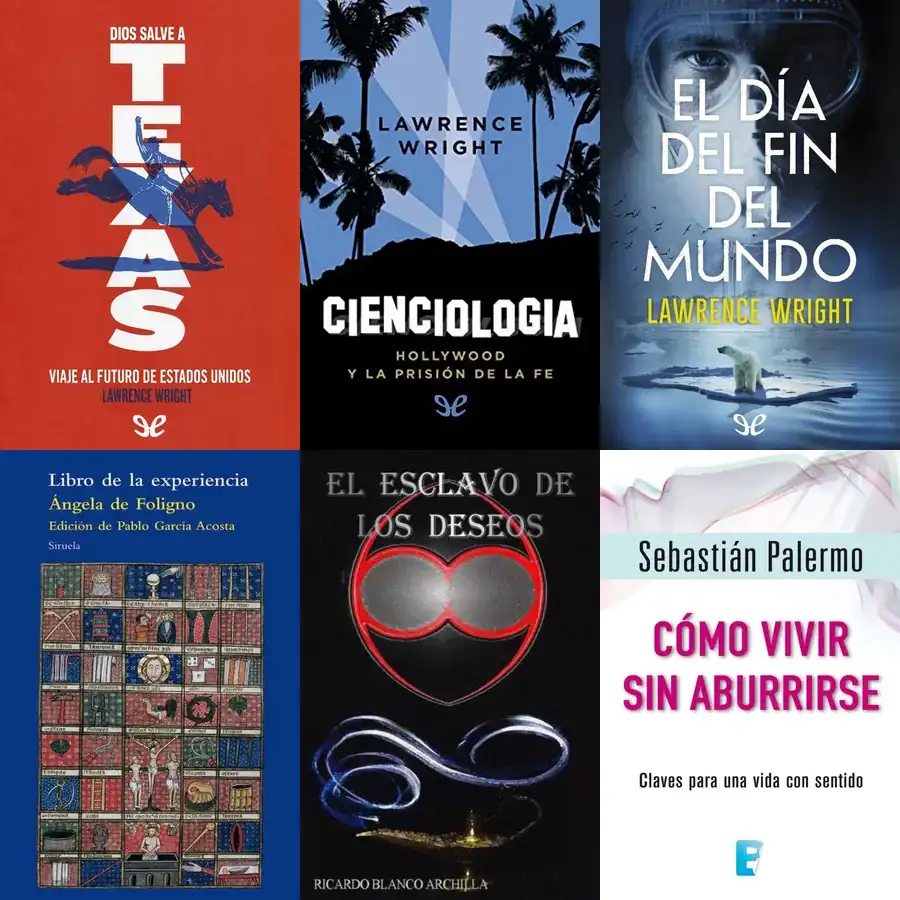 DIOS SALVE A
TEXAS
VIAJE AL FUTURO DE ESTADOS UNIDOS
LAWRENCE WRIGHT
LAWRENCE
WRIGHT
CIENCIOLOGIA
HOLLYWOOD
Y LA PRISIÓN DE LA FE
EL DÍA
DEL FIN
DEL
MUNDO
LAWRENCE WRIGHT
Libro de la experiencia
Ángela de Foligno
Edición de Pablo García Acosta
Siruela
EL ESCLAVO DE
LOS DESEOS
RICARDO BLANCO ARCHILLA
Sebastián Palermo
CÓMO VIVIR
SIN ABURRIRSE
Claves para una vida con sentido